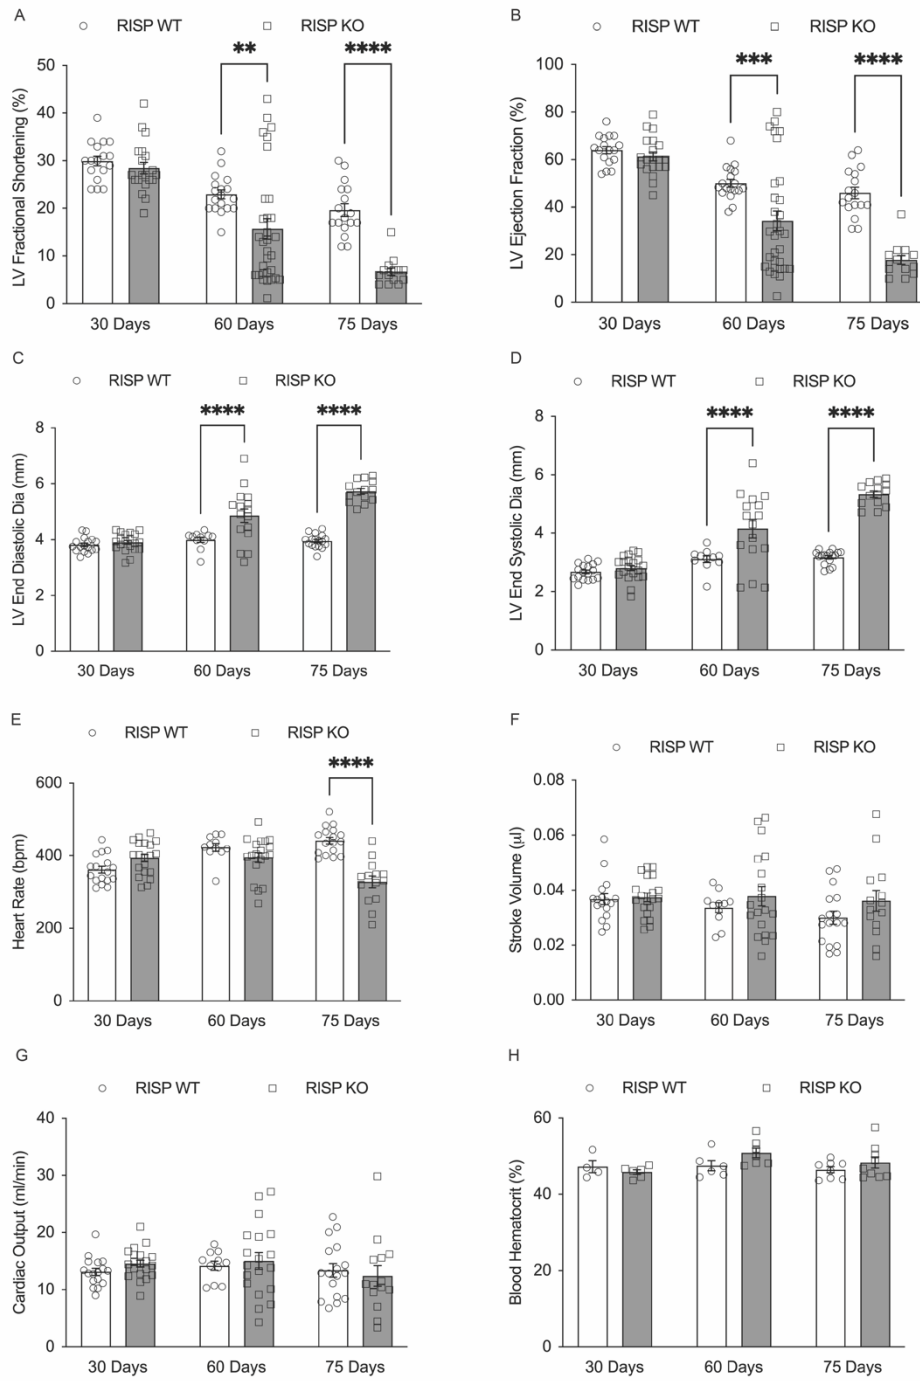 A
RISP WT RISP KO
LV Fractional Shortening (%)
50
40
30
20
10
0
** ****
30 Days 60 Days 75 Days
B
RISP WT RISP KO
LV Ejection Fraction (%)
100
80
60
40
20
0
*** ****
30 Days 60 Days 75 Days
C
RISP WT RISP KO
LV End Diastolic Dia (mm)
8
6
4
2
0
**** ****
30 Days 60 Days 75 Days
D
RISP WT RISP KO
LV End Systolic Dia (mm)
8
6
4
2
0
**** ****
30 Days 60 Days 75 Days
E
RISP WT RISP KO
Heart Rate (bpm)
600
400
200
0
****
30 Days 60 Days 75 Days
F
RISP WT RISP KO
Stroke Volume (µl)
0.08
0.06
0.04
0.02
0.00
30 Days 60 Days 75 Days
G
RISP WT RISP KO
Cardiac Output (ml/min)
40
30
20
10
0
30 Days 60 Days 75 Days
H
RISP WT RISP KO
Blood Hematocrit (%)
60
40
20
0
30 Days 60 Days 75 Days